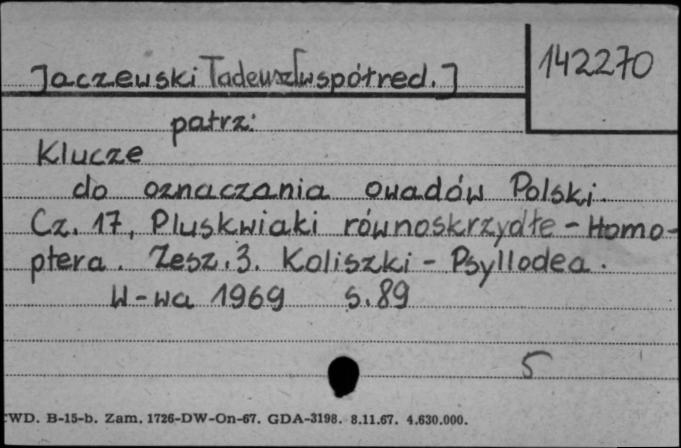 142270
Jaczewski Tadeusz [współred.]
patrz:
Klucze
do oznaczania owadów Polski.
Cz. 17, Pluskwiaki równoskrzydłe - Homo-
ptera. Zesz. 3. Koliszki - Psyllodea.
W-wa 1969 s. 89
5
WD. B-15-b. Zam. 1726-DW-On-67. GDA-3198. 8.11.67. 4.630.000.